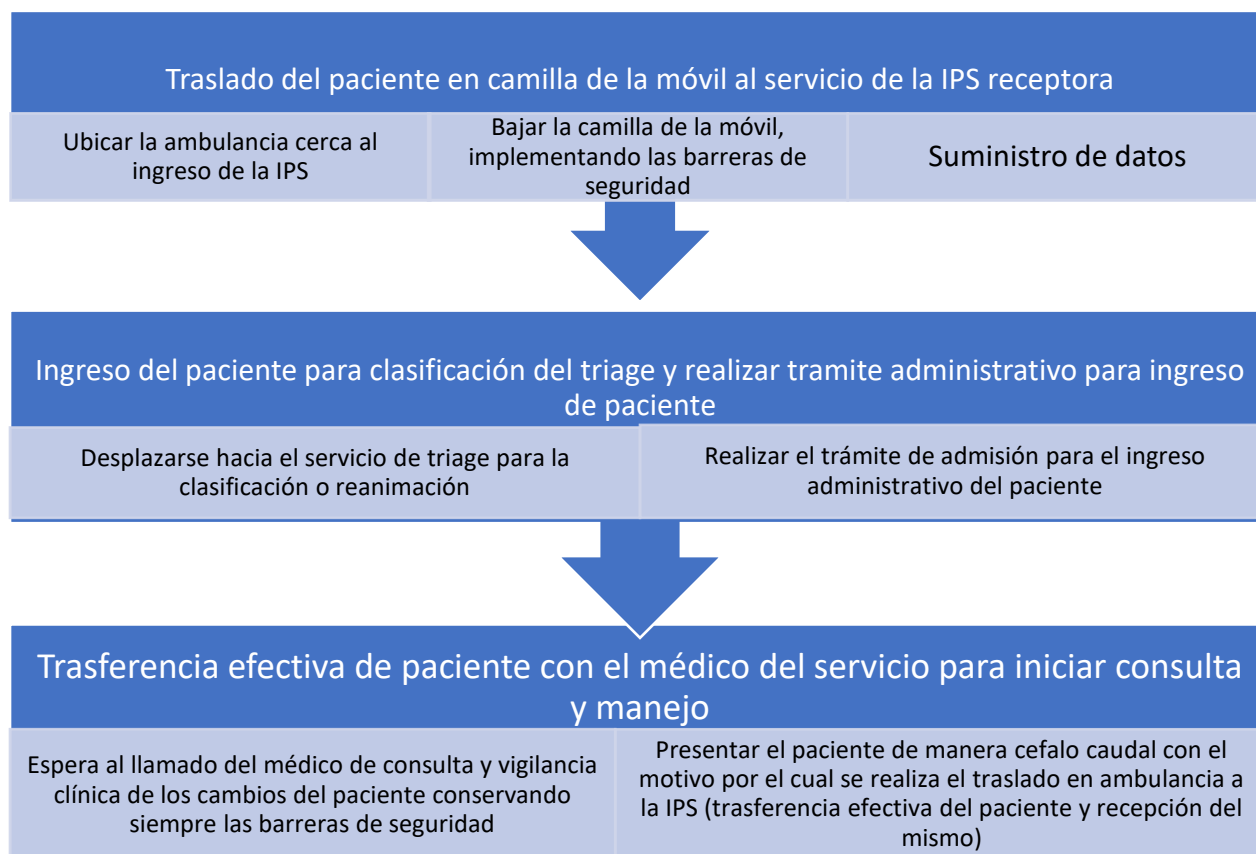 Traslado del paciente en camilla de la móvil al servicio de la IPS receptora
Ubicar la ambulancia cerca al
ingreso de la IPS
Bajar la camilla de la móvil,
implementando las barreras de
seguridad
Suministro de datos
Ingreso del paciente para clasificación del triage y realizar tramite administrativo para ingreso
de paciente
Desplazarse hacia el servicio de triage para la
clasificación o reanimación
Realizar el trámite de admisión para el ingreso
administrativo del paciente
Trasferencia efectiva de paciente con el médico del servicio para iniciar consulta
y manejo
Espera al llamado del médico de consulta y vigilancia
clínica de los cambios del paciente conservando
siempre las barreras de seguridad
Presentar el paciente de manera cefalo caudal con el
motivo por el cual se realiza el traslado en ambulancia a
la IPS (trasferencia efectiva del paciente y recepción del
mismo)